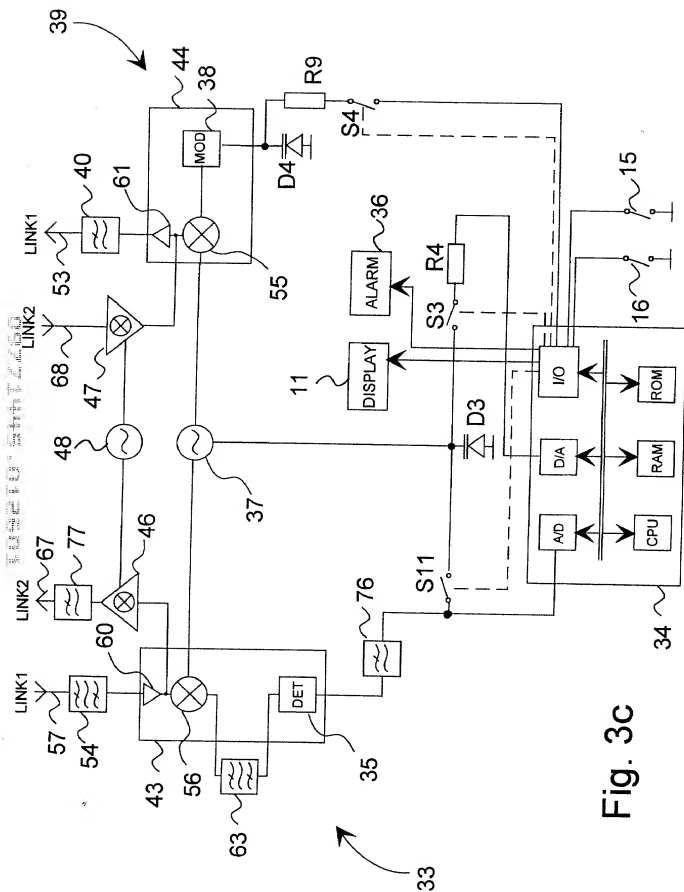 39
LINK1
LINK2
LINK2
LINK1
44
38
40
61
53
MOD
R9
S4
D4
55
68
47
48
67
77
46
37
57
54
60
56
43
DET
63
35
33
36
ALARM
R4
S3
11
DISPLAY
D3
S11
76
15
16
I/O
D/A
A/D
ROM
RAM
CPU
34
Fig. 3c